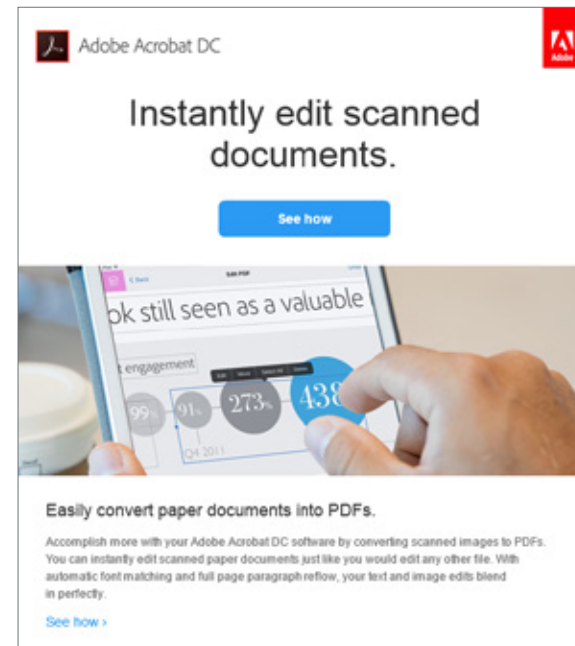 Adobe Acrobat DC
Adobe
Instantly edit scanned
documents.
See how
Back
Edit PDF
ok still seen as a valuable
t engagement
99%
91%
273%
438
Q4 2011
Easily convert paper documents into PDFs.
Accomplish more with your Adobe Acrobat DC software by converting scanned images to PDFs.
You can instantly edit scanned paper documents just like you would edit any other file. With
automatic font matching and full page paragraph reflow, your text and image edits blend
in perfectly.
See how ›